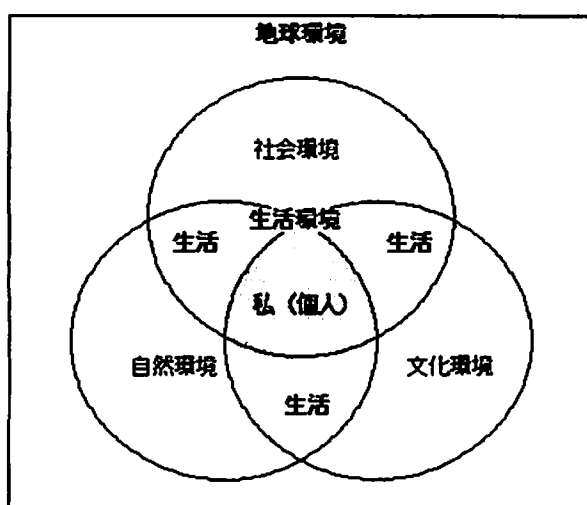 地球環境
社会環境
生活環境
生活 生活
私（個人）
自然環境 文化環境
生活